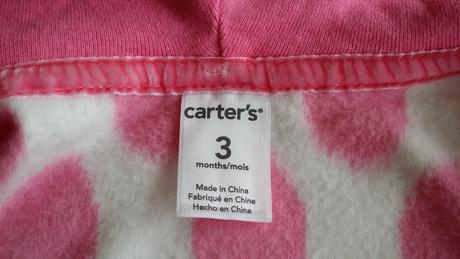 carter's®
3
months/mois
Made in China
Fabriqué en Chine
Hecho en China